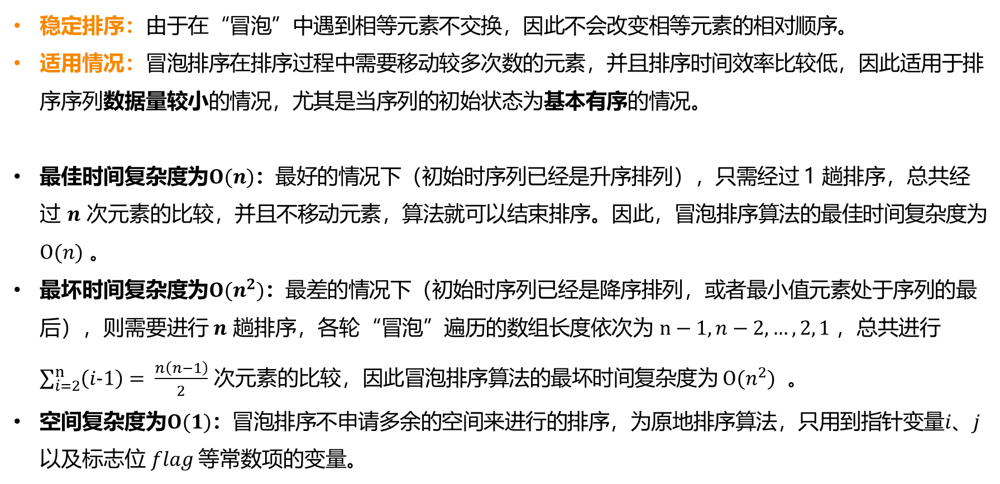 • 稳定排序：由于在“冒泡”中遇到相等元素不交换，因此不会改变相等元素的相对顺序。
• 适用情况：冒泡排序在排序过程中需要移动较多次数的元素，并且排序时间效率比较低，因此适用于排
序序列数据量较小的情况，尤其是当序列的初始状态为基本有序的情况。
• 最佳时间复杂度为O(n)：最好的情况下（初始时序列已经是升序排列），只需经过 1 趟排序，总共经
过 n 次元素的比较，并且不移动元素，算法就可以结束排序。因此，冒泡排序算法的最佳时间复杂度为
O(n) 。
• 最坏时间复杂度为O(n²)：最差的情况下（初始时序列已经是降序排列，或者最小值元素处于序列的最
后），则需要进行 n 趟排序，各轮“冒泡”遍历的数组长度依次为 n − 1, n − 2, … , 2, 1 ，总共进行
∑_{i=2}^{n}(i-1) = \frac{n(n−1)}{2} 次元素的比较，因此冒泡排序算法的最坏时间复杂度为 O(n²) 。
• 空间复杂度为O(1)：冒泡排序不申请多余的空间来进行的排序，为原地排序算法，只用到指针变量i、j
以及标志位 flag 等常数项的变量。